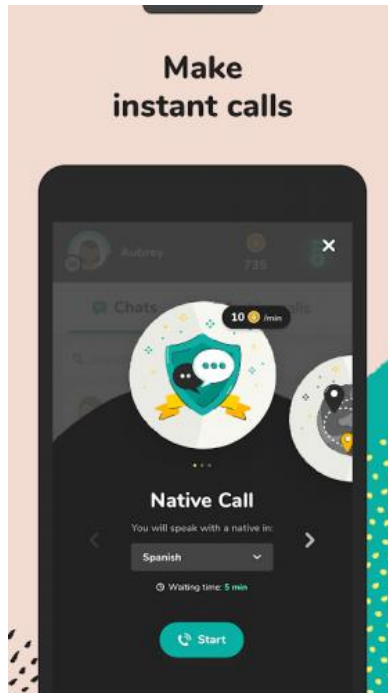 Make
instant calls
Aubrey
735
Chats
10 /min
Native Call
You will speak with a native in:
Spanish
Waiting time: 5 min
Start